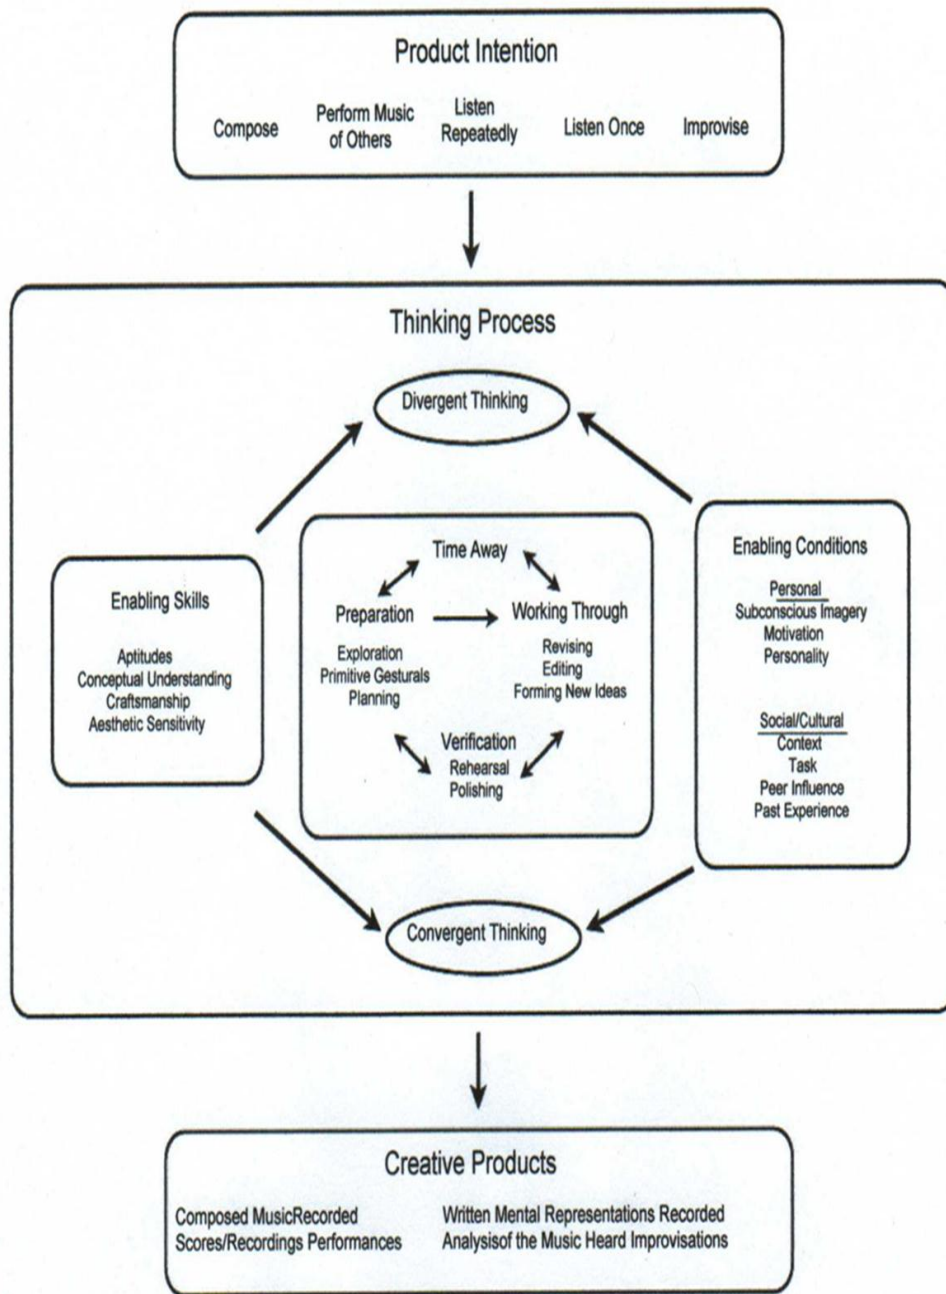 Product Intention
Compose
Perform Music
of Others
Listen
Repeatedly
Listen Once
Improvise
Thinking Process
Divergent Thinking
Enabling Skills
Aptitudes
Conceptual Understanding
Craftsmanship
Aesthetic Sensitivity
Time Away
Preparation
Exploration
Primitive Gesturals
Planning
Working Through
Revising
Editing
Forming New Ideas
Verification
Rehearsal
Polishing
Enabling Conditions
Personal
Subconscious Imagery
Motivation
Personality
Social/Cultural
Context
Task
Peer Influence
Past Experience
Convergent Thinking
Creative Products
Composed MusicRecorded
Scores/Recordings Performances
Written Mental Representations Recorded
Analysisof the Music Heard Improvisations